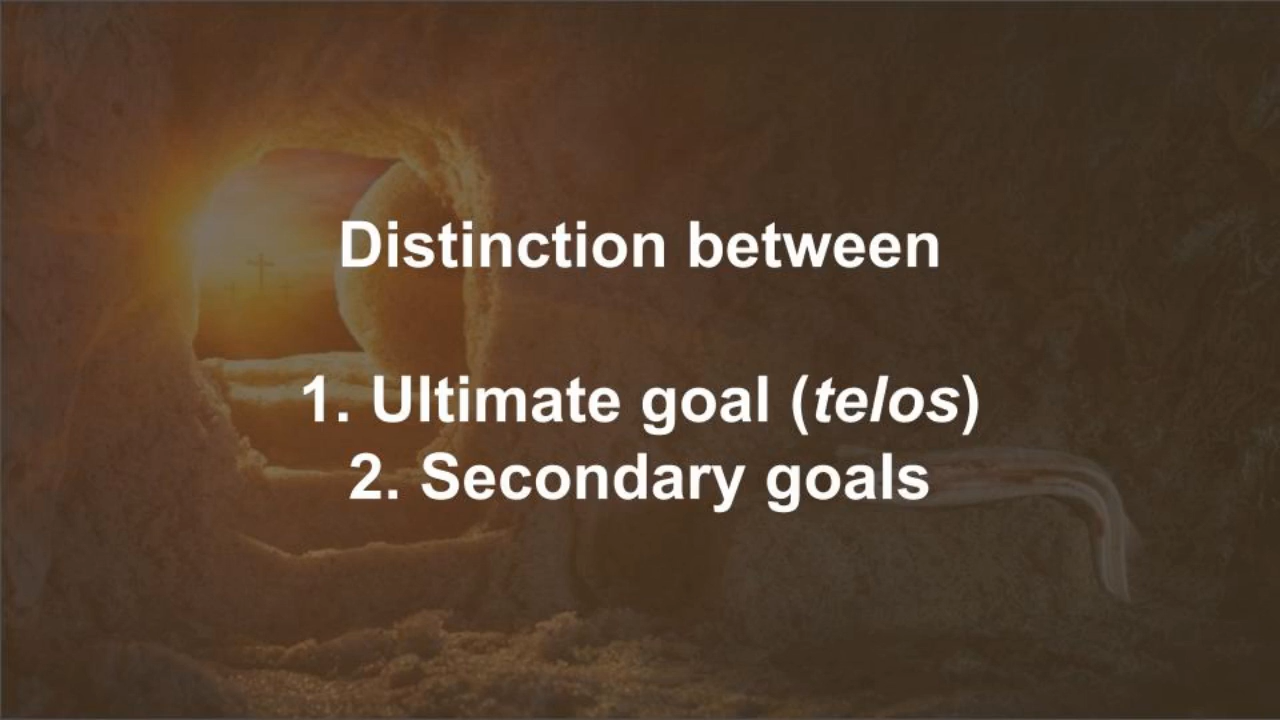 Distinction between
1. Ultimate goal (telos)
2. Secondary goals